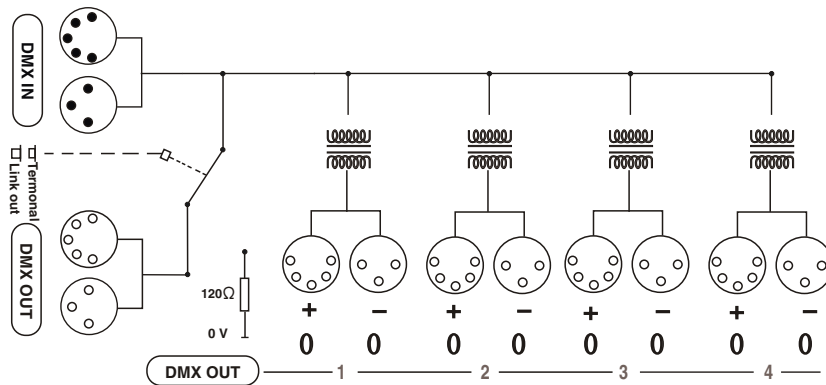 DMX IN
Termonal
Link out
DMX OUT
120Ω
0 V
+ − + − + − + −
0 0 0 0 0 0 0 0
DMX OUT 1 2 3 4